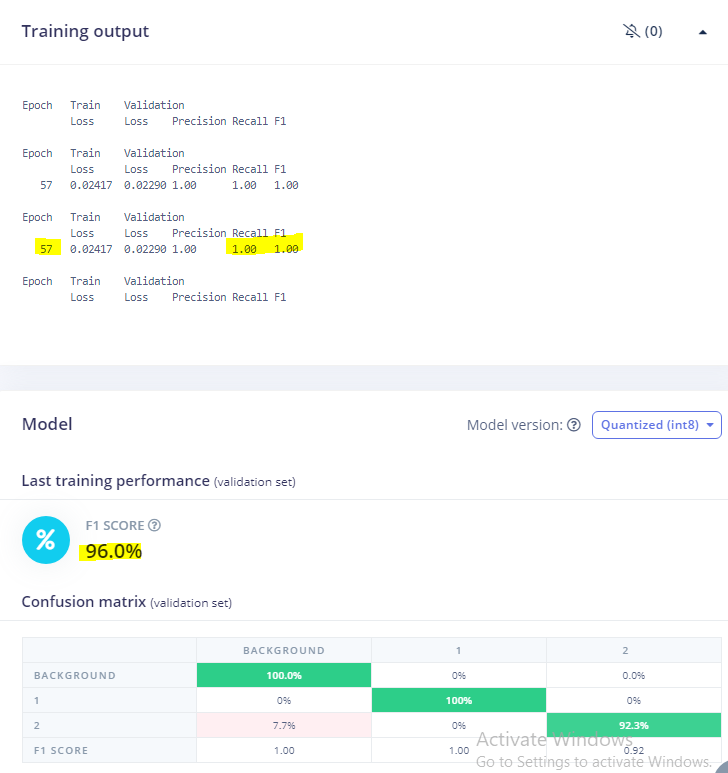 Training output (0)
Epoch Train Validation
Loss Loss Precision Recall F1
Epoch Train Validation
Loss Loss Precision Recall F1
57 0.02417 0.02290 1.00 1.00 1.00
Epoch Train Validation
Loss Loss Precision Recall F1
57 0.02417 0.02290 1.00 1.00 1.00
Epoch Train Validation
Loss Loss Precision Recall F1
Model Model version: ? Quantized (int8)
Last training performance (validation set)
% F1 SCORE ?
96.0%
Confusion matrix (validation set)
BACKGROUND 1 2
BACKGROUND 100.0% 0% 0.0%
1 0% 100% 0%
2 7.7% 0% 92.3%
F1 SCORE 1.00 1.00 0.92
Activate Windows
Go to Settings to activate Windows.